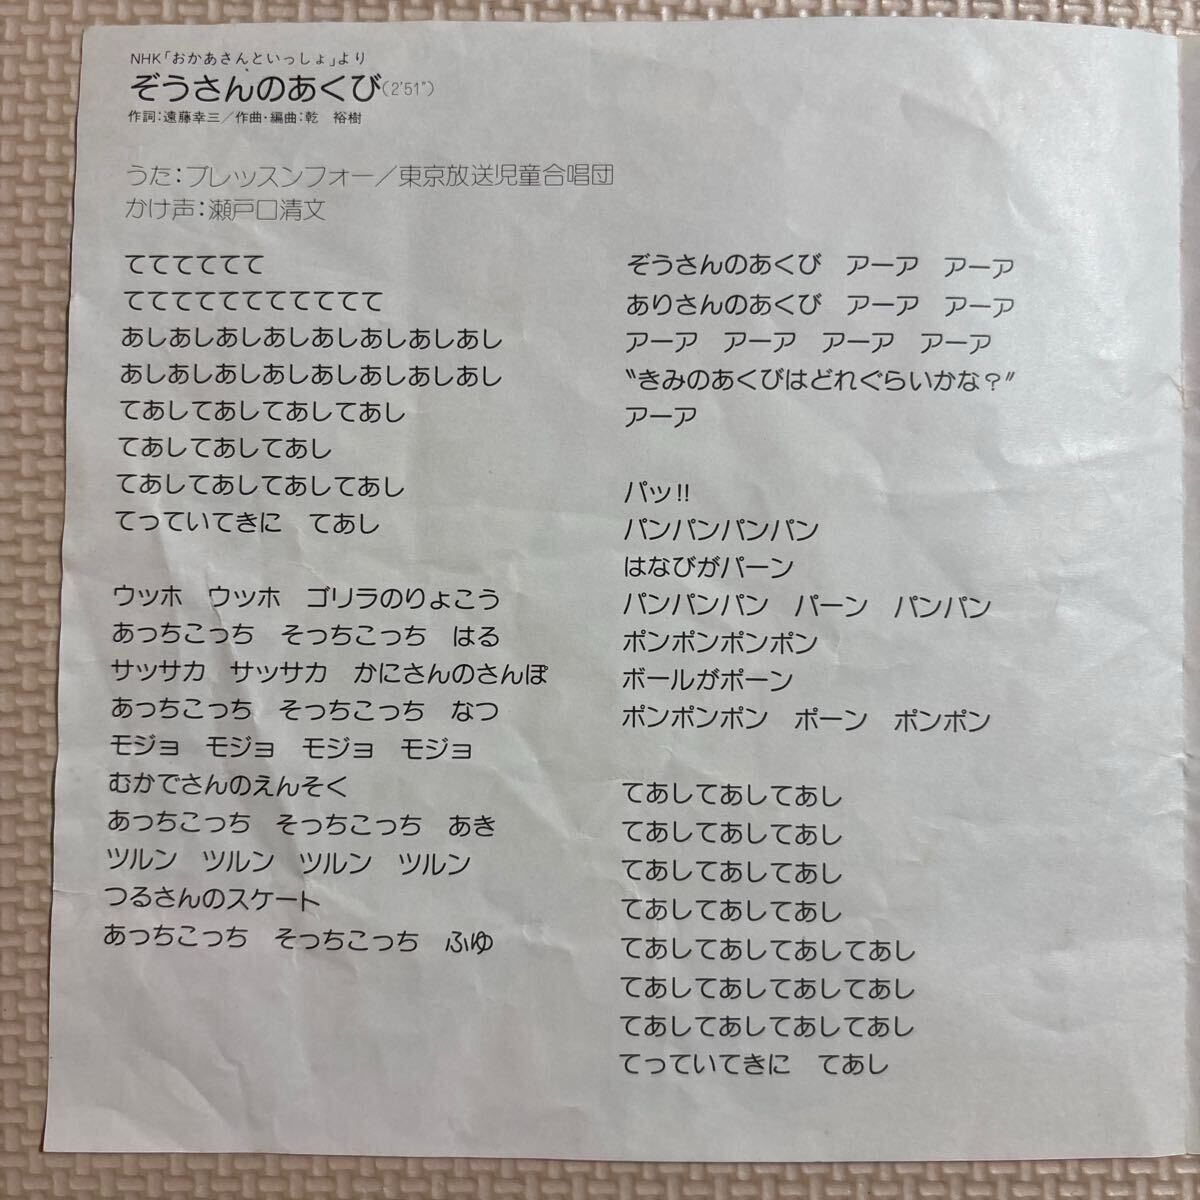 NHK「おかあさんといっしょ」より
ぞうさんのあくび(2'51")
作詞:遠藤幸三/作曲・編曲:乾　裕樹
うた:ブレッスンフォー/東京放送児童合唱団
かけ声:瀬戸口清文
てててててて
ててててててててててて
あしあしあしあしあしあしあしあし
あしあしあしあしあしあしあしあし
てあしてあしてあしてあし
てあしてあしてあし
てあしてあしてあしてあし
てっていてきに　てあし
ウッホ　ウッホ　ゴリラのりょこう
あっちこっち　そっちこっち　はる
サッサカ　サッサカ　かにさんのさんぽ
あっちこっち　そっちこっち　なつ
モジョ　モジョ　モジョ　モジョ
むかでさんのえんそく
あっちこっち　そっちこっち　あき
ツルン　ツルン　ツルン　ツルン
つるさんのスケート
あっちこっち　そっちこっち　ふゆ
ぞうさんのあくび　アーア　アーア
ありさんのあくび　アーア　アーア
アーア　アーア　アーア　アーア
"きみのあくびはどれぐらいかな？"
アーア
パッ!!
パンパンパンパン
はなびがパーン
パンパンパン　パーン　パンパン
ポンポンポンポン
ボールがポーン
ポンポンポン　ポーン　ポンポン
てあしてあしてあし
てあしてあしてあし
てあしてあしてあし
てあしてあしてあし
てあしてあしてあしてあし
てあしてあしてあしてあし
てあしてあしてあしてあし
てっていてきに　てあし